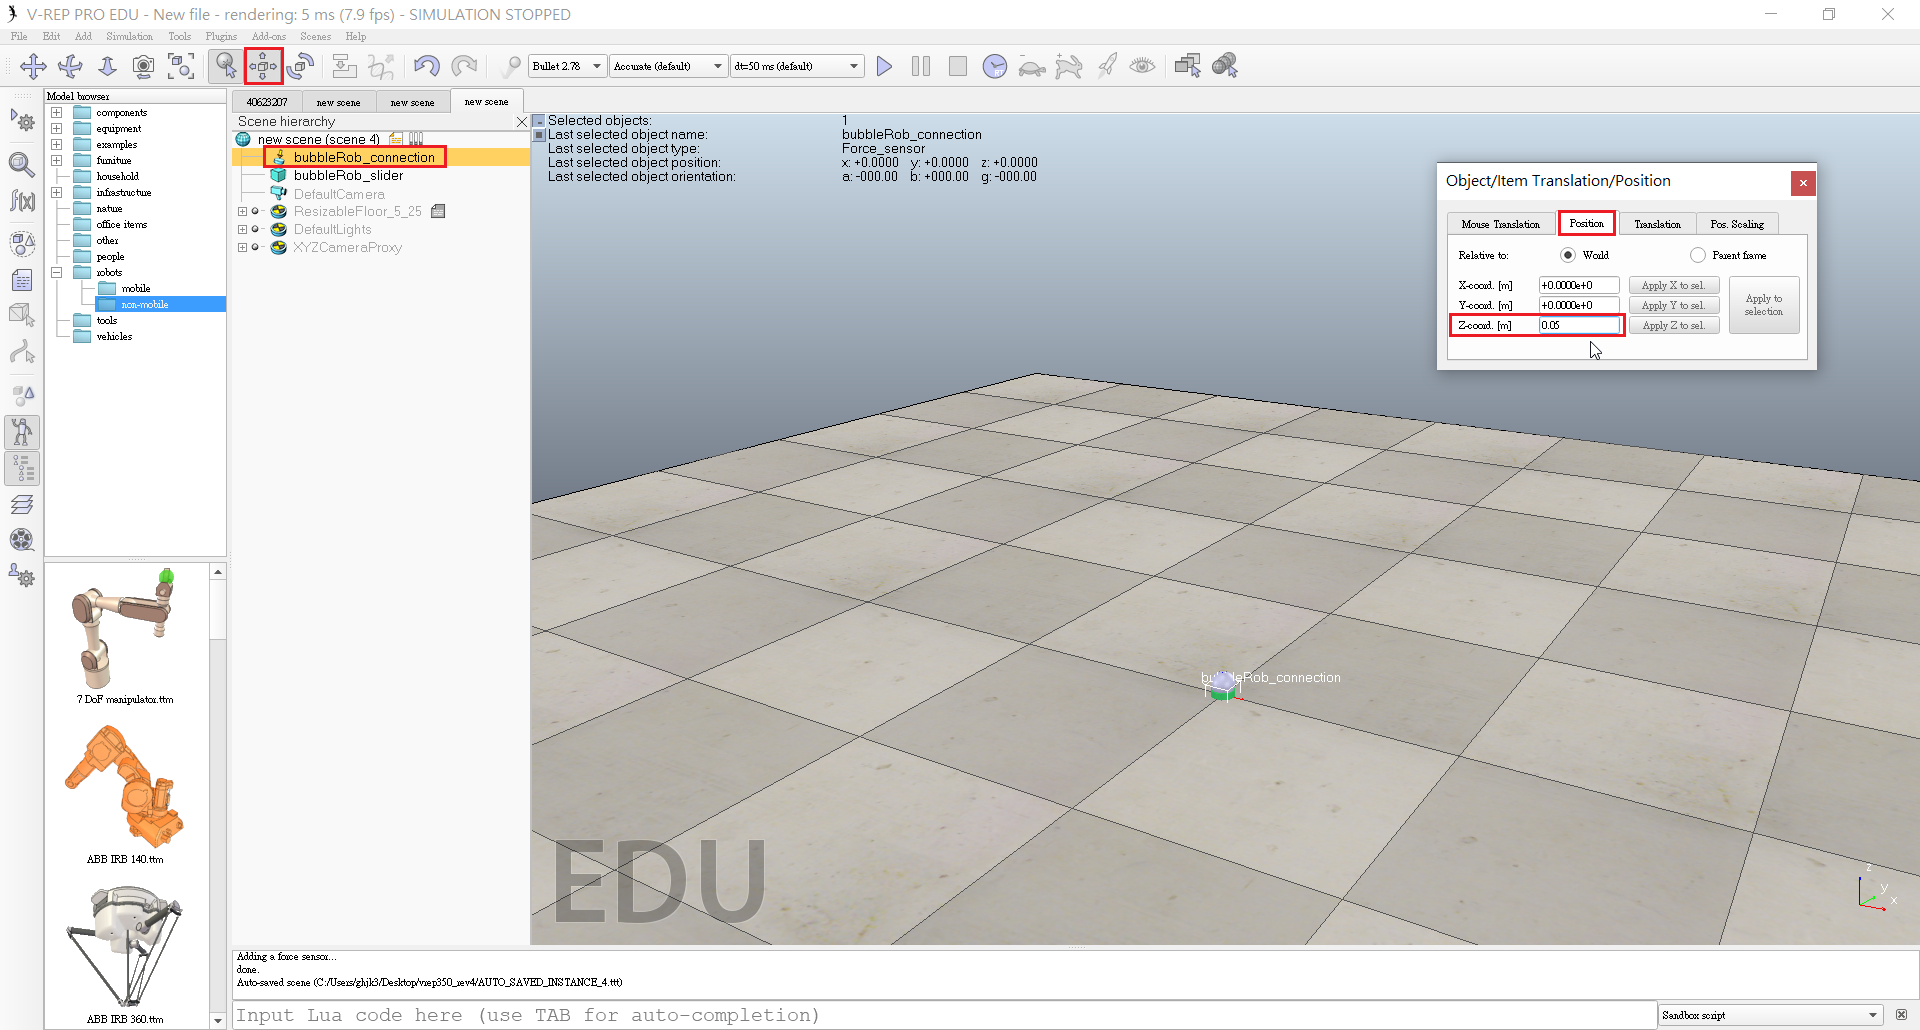 V-REP PRO EDU - New file - rendering: 5 ms (7.9 fps) - SIMULATION STOPPED
File Edit Add Simulation Tools Plugins Add-ons Scenes Help
Bullet 2.78 Accurate (default) dt=50 ms (default)
Model browser
components
equipment
examples
furniture
household
infrastructure
nature
office items
other
people
robots
mobile
non-mobile
tools
vehicles
7 DoF manipulator.ttm
ABB IRB 140.ttm
ABB IRB 360.ttm
40623207 new scene new scene new scene
Scene hierarchy
new scene (scene 4)
bubbleRob_connection
bubbleRob_slider
DefaultCamera
ResizableFloor_5_25
DefaultLights
XYZCameraProxy
Selected objects: 1
Last selected object name: bubbleRob_connection
Last selected object type: Force_sensor
Last selected object position: x: +0.0000 y: +0.0000 z: +0.0000
Last selected object orientation: a: -000.00 b: +000.00 g: -000.00
Object/Item Translation/Position
Mouse Translation Position Translation Pos. Scaling
Relative to: World Parent frame
X-coord. [m] +0.0000e+0 Apply X to sel.
Y-coord. [m] +0.0000e+0 Apply Y to sel.
Z-coord. [m] 0.05 Apply Z to sel.
Apply to
selection
bubbleRob_connection
EDU
z
y
x
Adding a force sensor...
done.
Auto-saved scene (C:/Users/ghjk3/Desktop/vrep350_rev4/AUTO_SAVED_INSTANCE_4.ttt)
Input Lua code here (use TAB for auto-completion)
Sandbox script